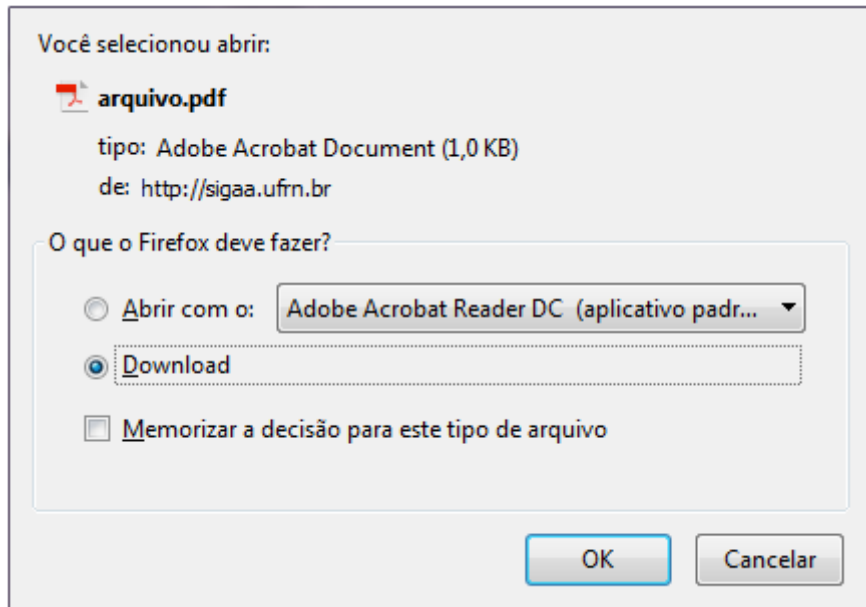 Você selecionou abrir:
arquivo.pdf
tipo: Adobe Acrobat Document (1,0 KB)
de: http://sigaa.ufrn.br
O que o Firefox deve fazer?
Abrir com o: Adobe Acrobat Reader DC (aplicativo padr...
Download
Memorizar a decisão para este tipo de arquivo
OK Cancelar